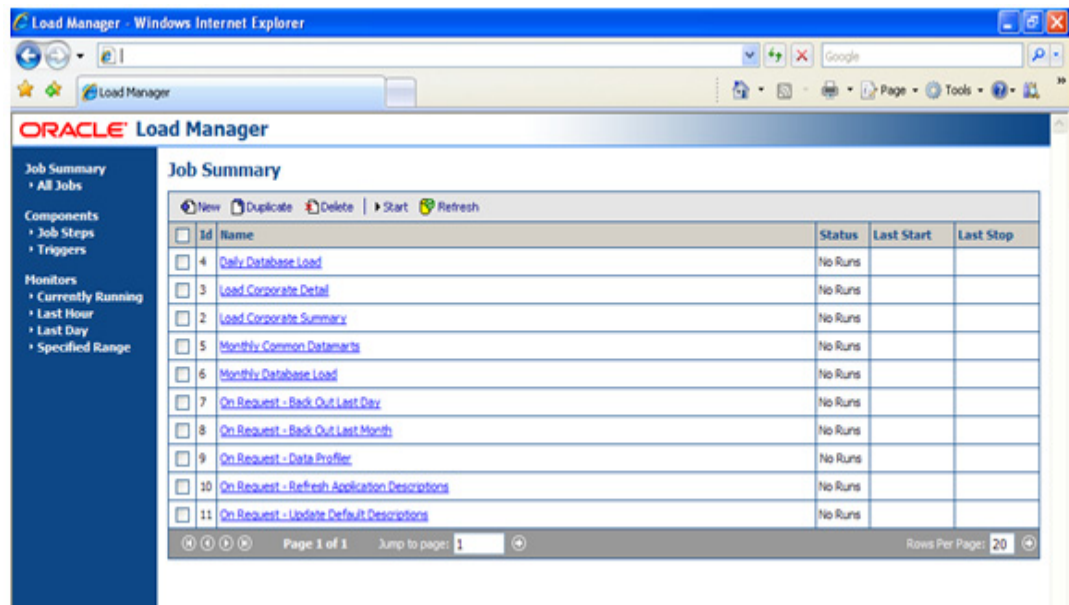 Load Manager - Windows Internet Explorer
Google
Load Manager
Page
Tools
ORACLE Load Manager
Job Summary
All Jobs
Components
Job Steps
Triggers
Monitors
Currently Running
Last Hour
Last Day
Specified Range
Job Summary
New Duplicate Delete | Start Refresh
Id Name Status Last Start Last Stop
4 Daily Database Load No Runs
3 Load Corporate Detail No Runs
2 Load Corporate Summary No Runs
5 Monthly Common Datamarts No Runs
6 Monthly Database Load No Runs
7 On Request - Back Out Last Day No Runs
8 On Request - Back Out Last Month No Runs
9 On Request - Data Profiler No Runs
10 On Request - Refresh Application Descriptions No Runs
11 On Request - Update Default Descriptions No Runs
Page 1 of 1 Jump to page: 1 Rows Per Page: 20